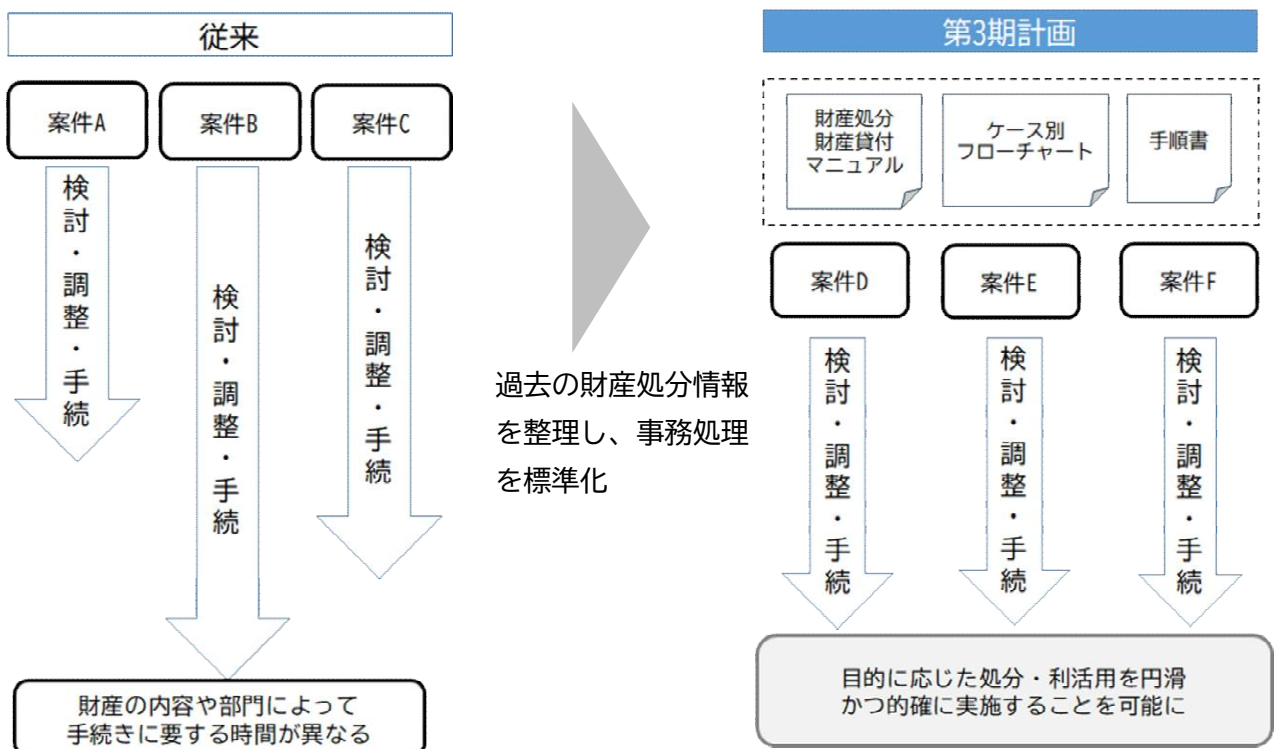 従来
案件A
案件B
案件C
検討・調整・手続
検討・調整・手続
検討・調整・手続
財産の内容や部門によって
手続きに要する時間が異なる
過去の財産処分情報
を整理し、事務処理
を標準化
第3期計画
財産処分
財産貸付
マニュアル
ケース別
フローチャート
手順書
案件D
案件E
案件F
検討・調整・手続
検討・調整・手続
検討・調整・手続
目的に応じた処分・利活用を円滑
かつ的確に実施することを可能に